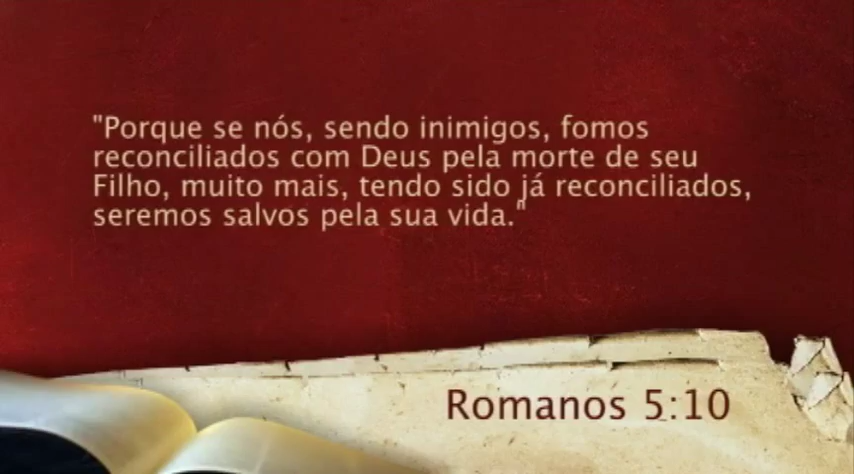 "Porque se nós, sendo inimigos, fomos
reconciliados com Deus pela morte de seu
Filho, muito mais, tendo sido já reconciliados,
seremos salvos pela sua vida."
Romanos 5:10